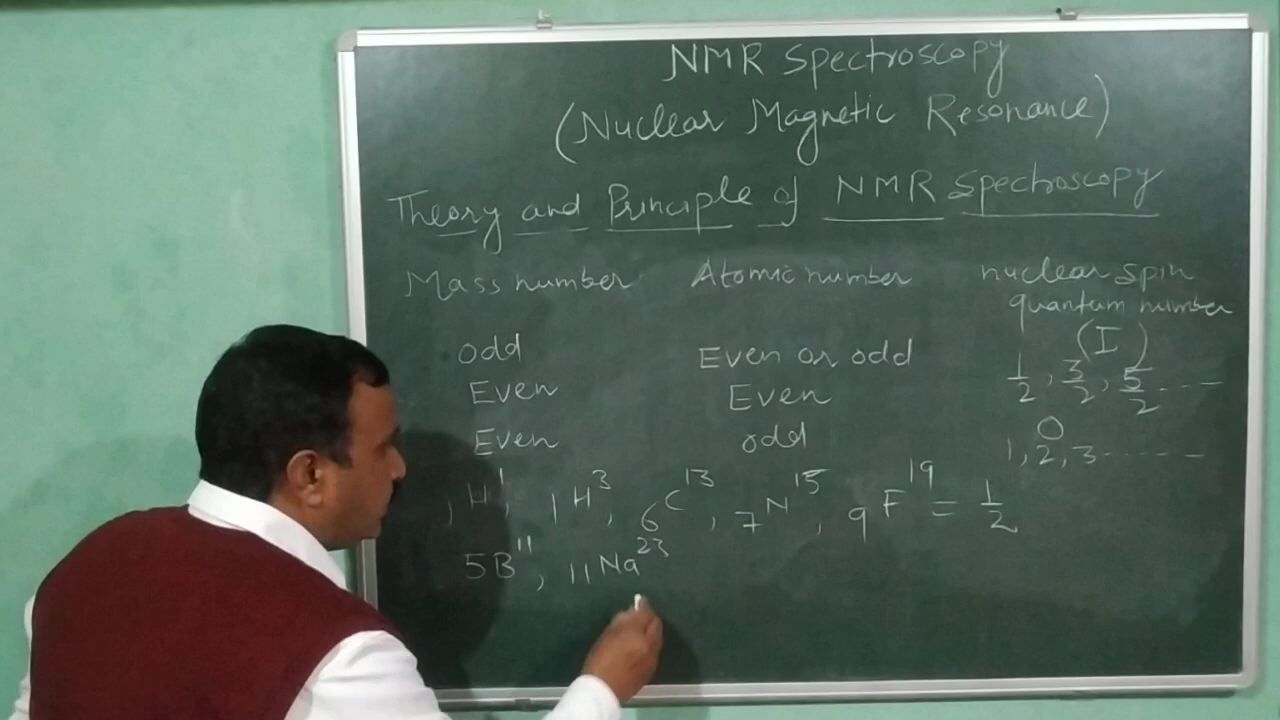 NMR Spectroscopy
(Nuclear Magnetic Resonance)
Theory and Principle of NMR Spectroscopy
Mass number Atomic number nuclear spin
quantum number
(I)
odd Even or odd 1/2, 3/2, 5/2 - - -
Even Even 0
Even odd 1, 2, 3 - - - - - -
₁H¹, ₁H³, ₆C¹³, ₇N¹⁵, ₉F¹⁹ = 1/2
₅B¹¹, ₁₁Na²³